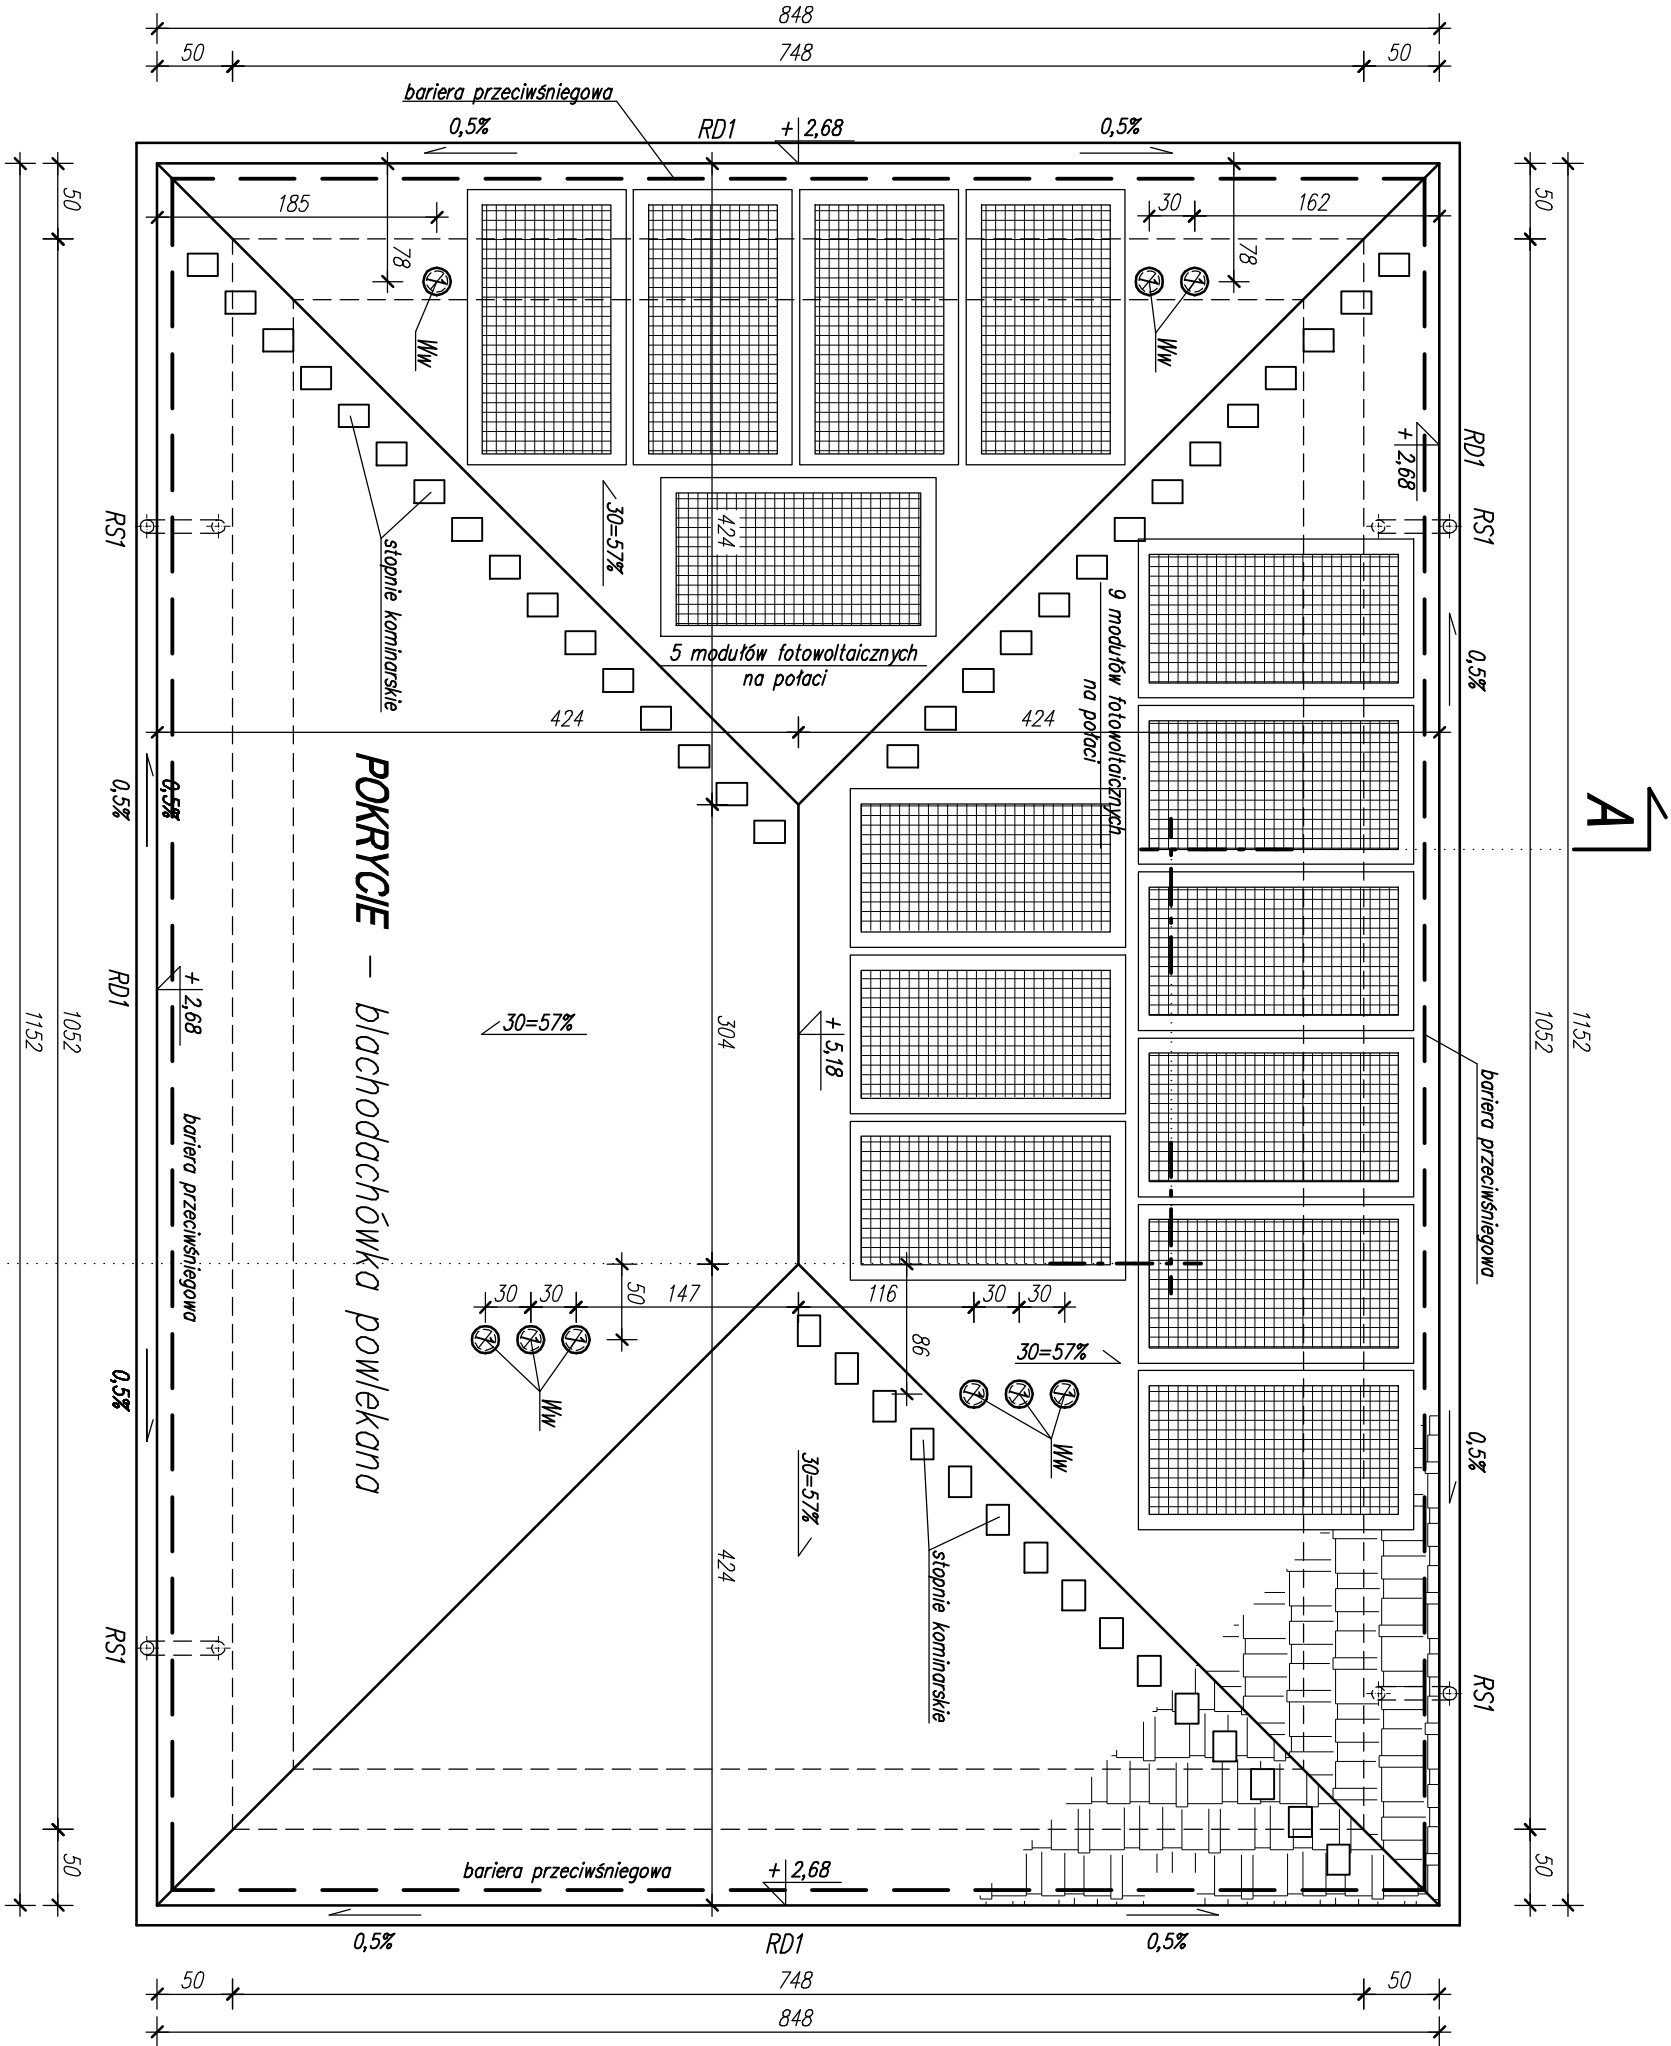 848
50
748
50
bariera przeciwśniegowa
0,5%
RD1
+ 2,68
0,5%
50
185
78
30
162
78
50
Ww
Ww
RD1
+ 2,68
RS1
RS1
424
30=57%
stopnie kominarskie
0,5%
5 modułów fotowoltaicznych
na połaci
9 modułów fotowoltaicznych
na połaci
424
424
A
0,5%
0,5%
POKRYCIE – blachodachówka powlekana
RD1
+ 2,68
30=57%
304
+ 5,18
1052
1152
1052
1152
bariera przeciwśniegowa
bariera przeciwśniegowa
30
30
147
50
116
30
30
86
30=57%
0,5%
Ww
Ww
0,5%
30=57%
424
stopnie kominarskie
RS1
RS1
50
bariera przeciwśniegowa
+ 2,68
50
0,5%
RD1
0,5%
50
748
50
848